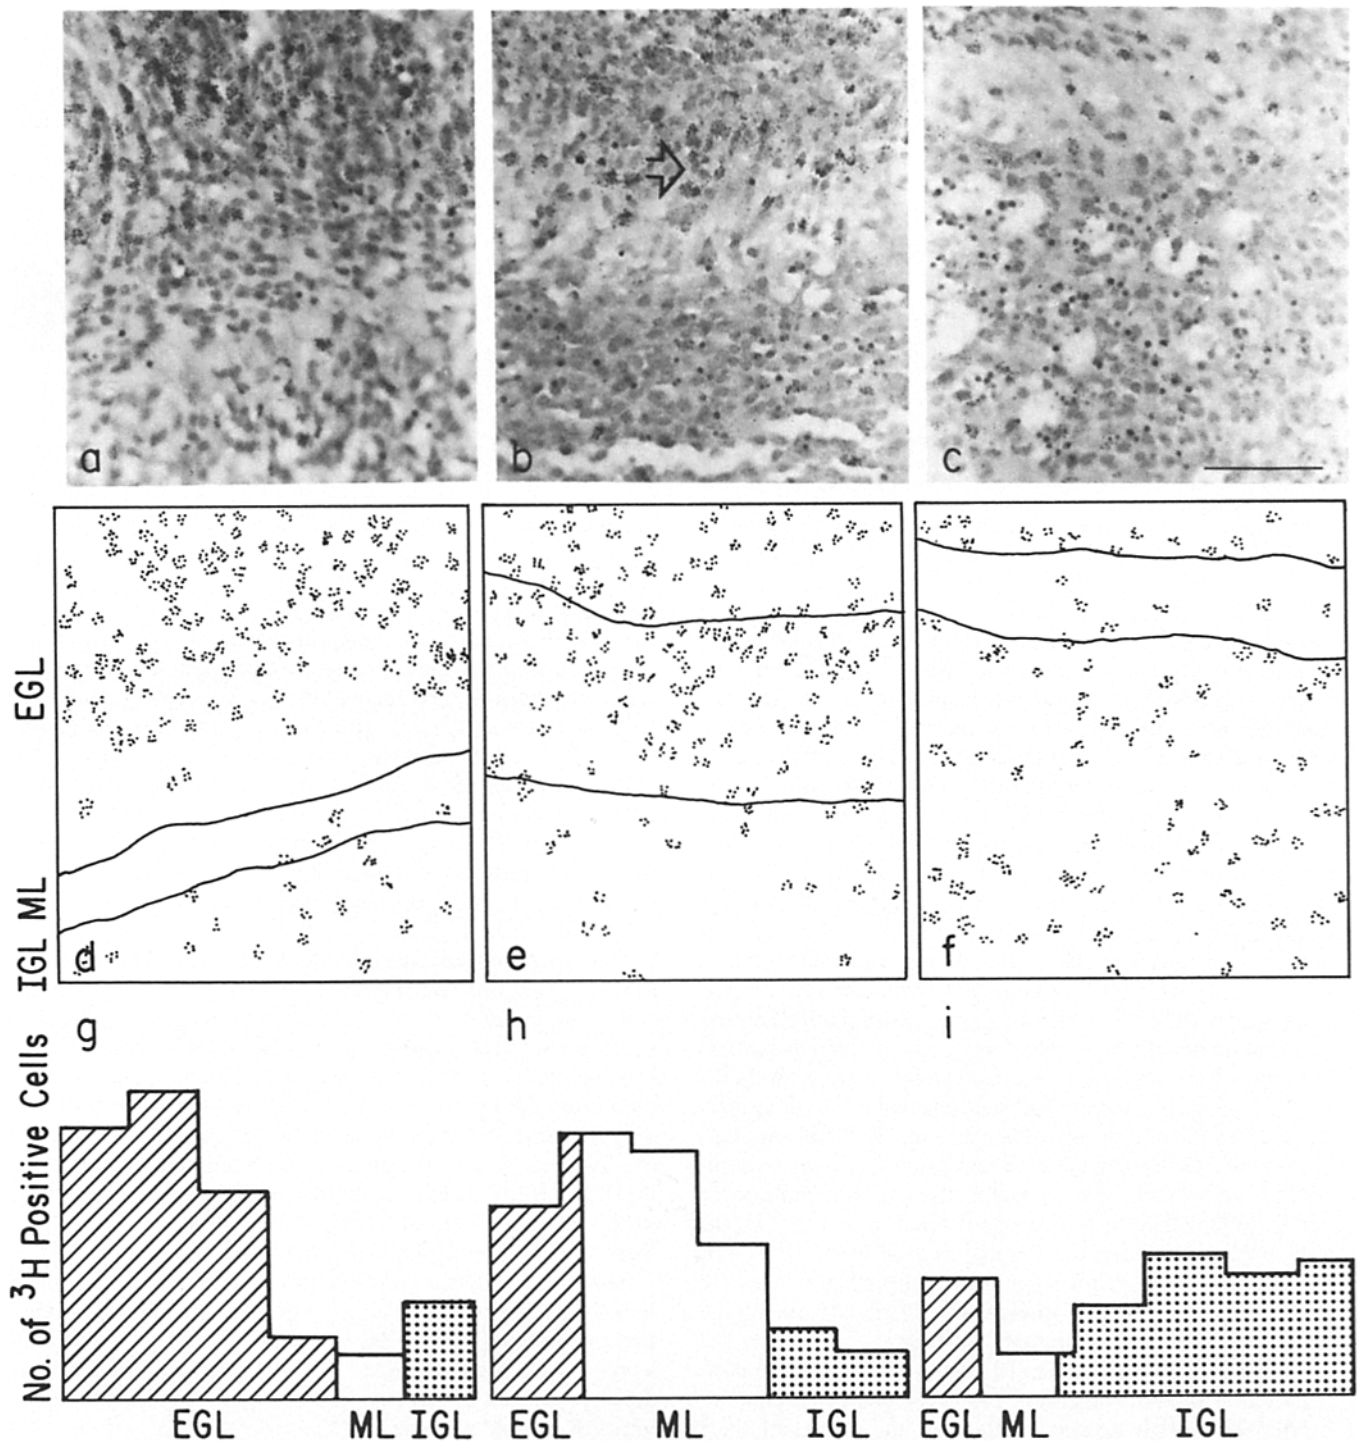 a b c
EGL
ML
IGL
d e f
g h i
No. of ³H Positive Cells
EGL ML IGL EGL ML IGL EGL ML IGL